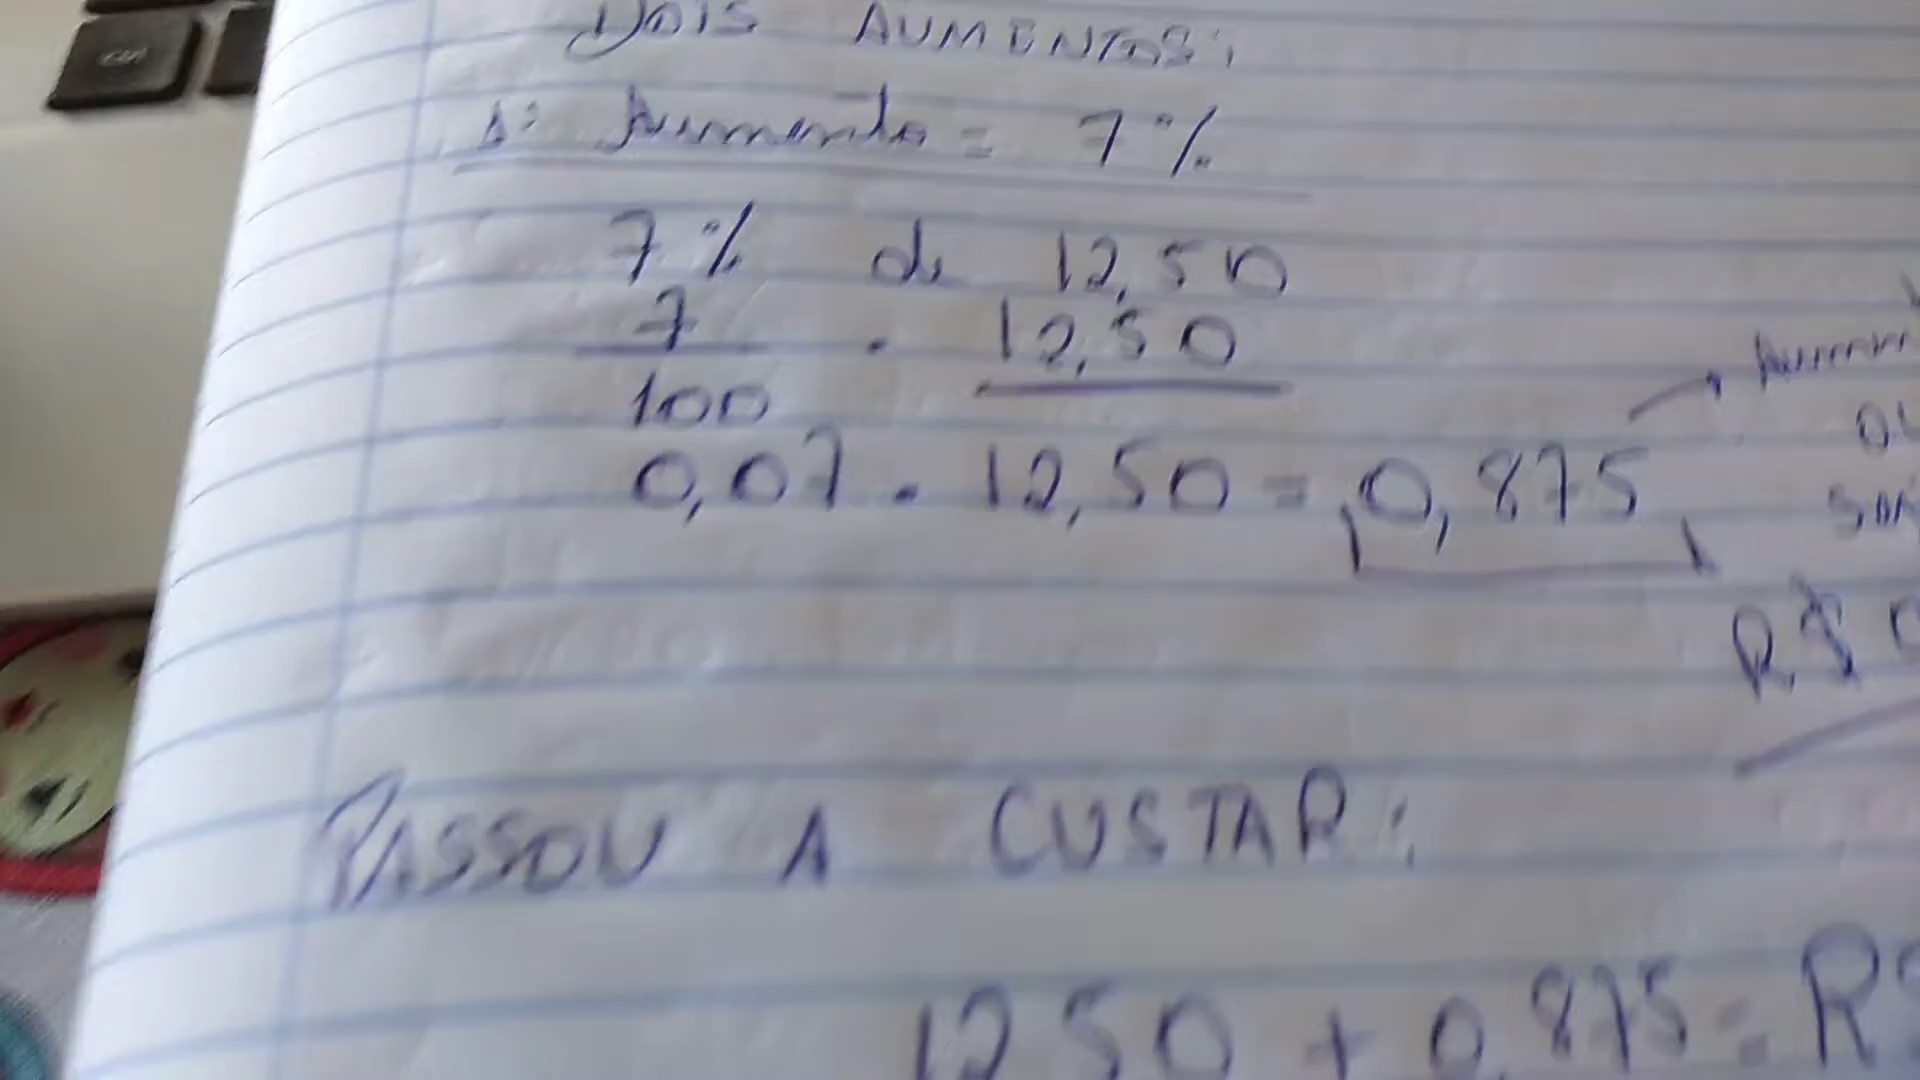 DOIS AUMENTOS:
1º Aumento = 7%
7% de 12,50
7
100
. 12,50
0,07 . 12,50 = 0,875
R$
PASSOU A CUSTAR:
12,50 + 0,875 =